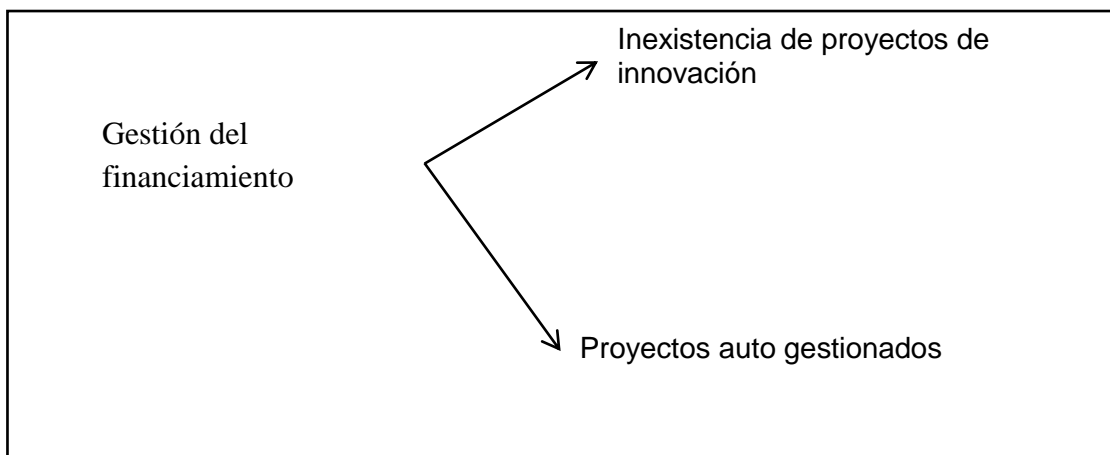 Inexistencia de proyectos de
innovación
Gestión del
financiamiento
Proyectos auto gestionados